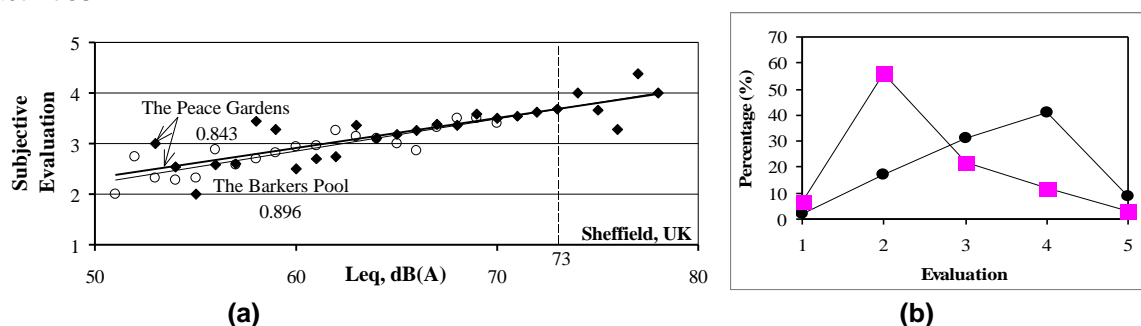 5
4
3
2
1
Subjective
Evaluation
The Peace Gardens
0.843
The Barkers Pool
0.896
Sheffield, UK
50
60
70
73
80
Leq, dB(A)
(a)
70
60
50
40
30
20
10
0
Percentage (%)
1
2
3
4
5
Evaluation
(b)